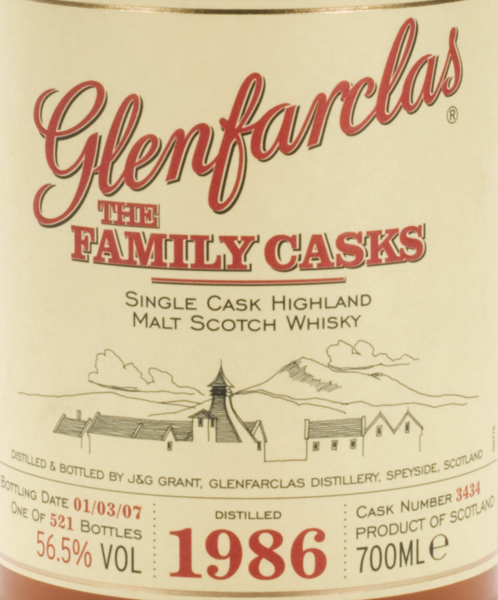 Glenfarclas®
THE
FAMILY CASKS
SINGLE CASK HIGHLAND
MALT SCOTCH WHISKY
DISTILLED & BOTTLED BY J&G GRANT, GLENFARCLAS DISTILLERY, SPEYSIDE, SCOTLAND
BOTTLING DATE 01/03/07
ONE OF 521 BOTTLES
56.5% VOL
DISTILLED
1986
CASK NUMBER 3434
PRODUCT OF SCOTLAND
700ML e